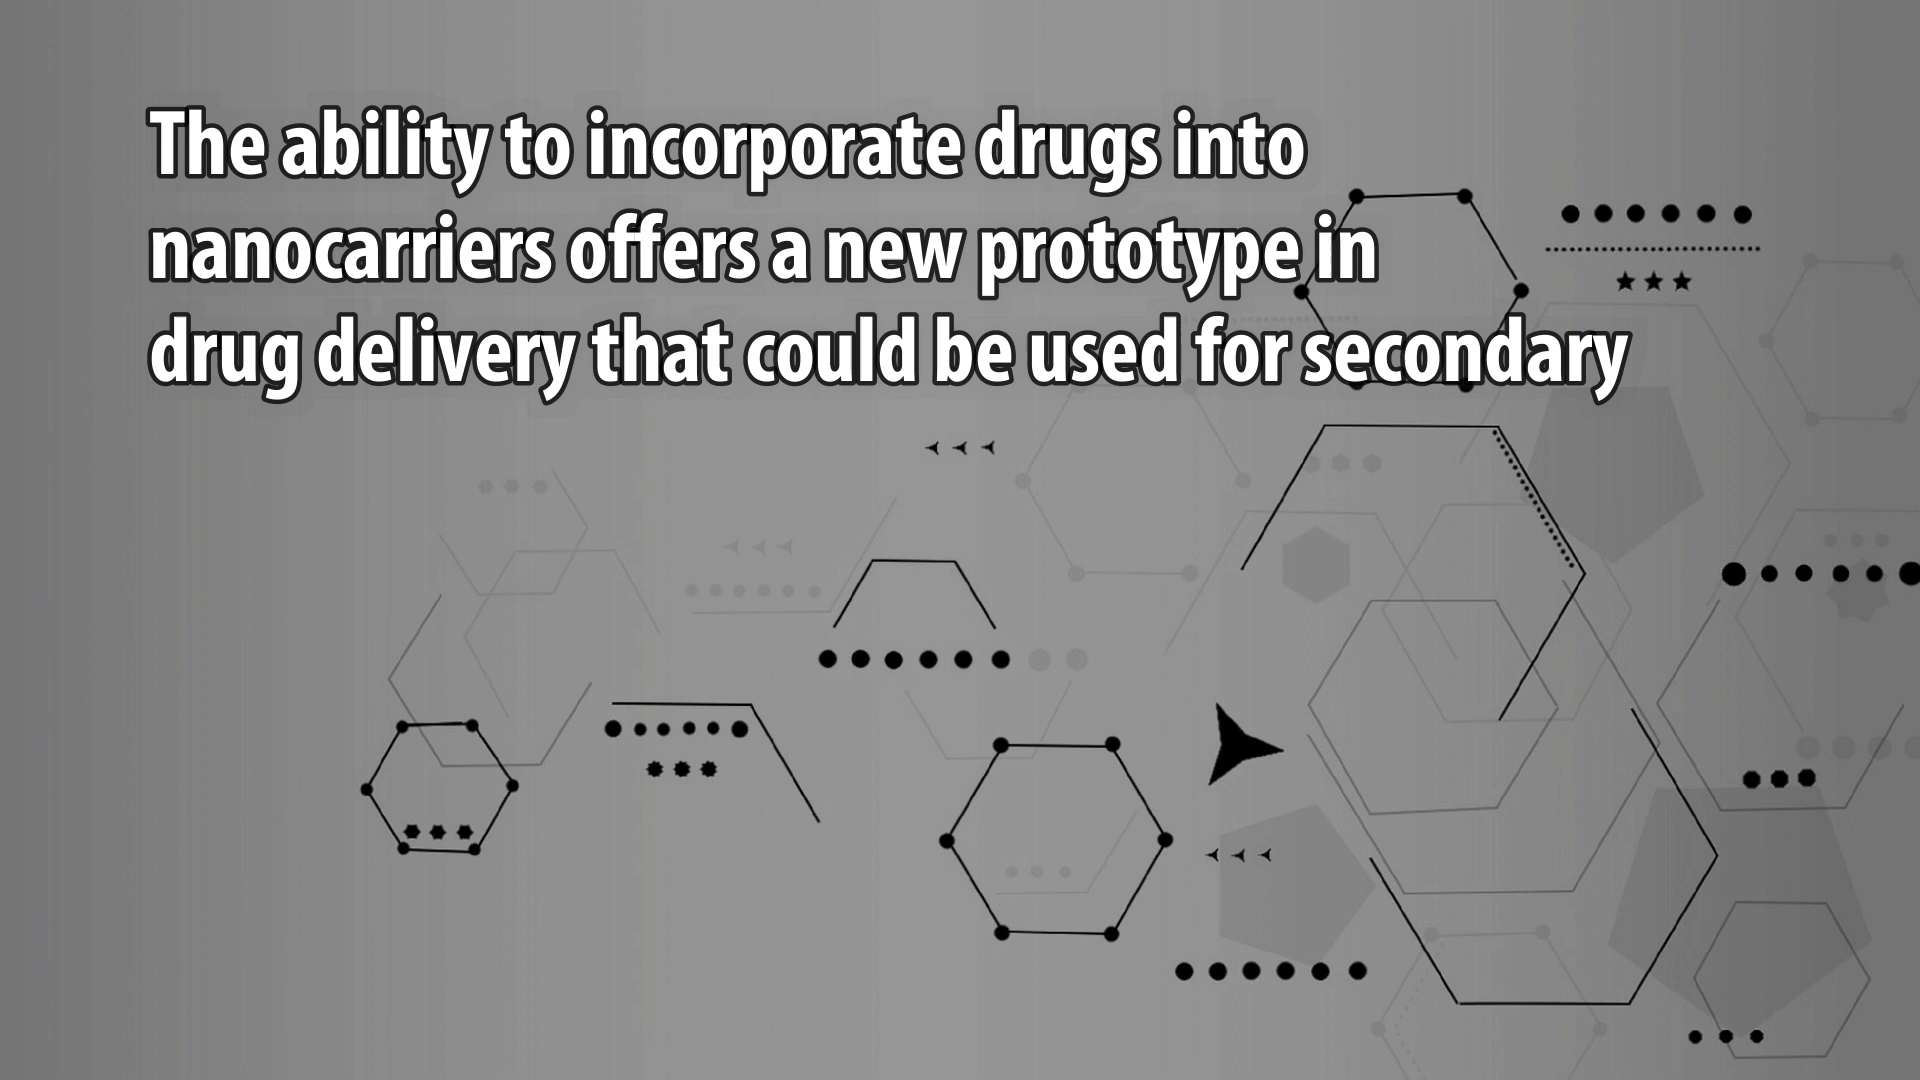 The ability to incorporate drugs into
nanocarriers offers a new prototype in
drug delivery that could be used for secondary